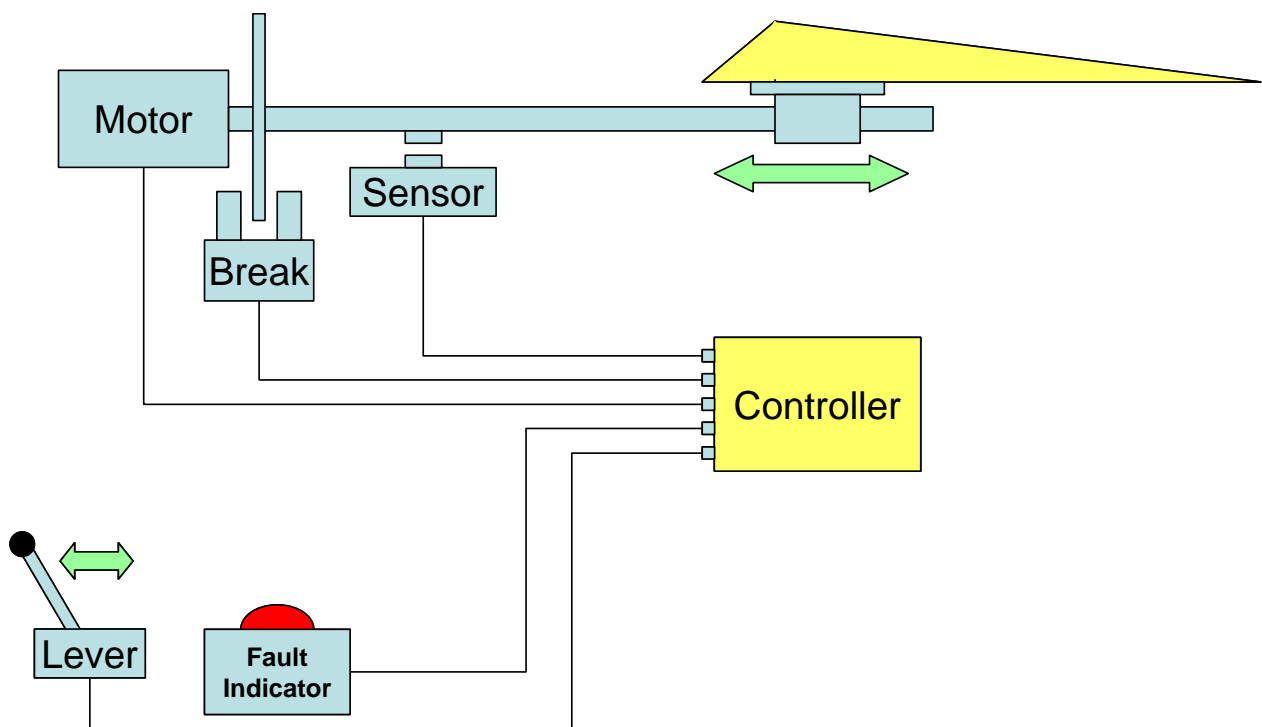 Motor
Sensor
Break
Controller
Lever
Fault
Indicator